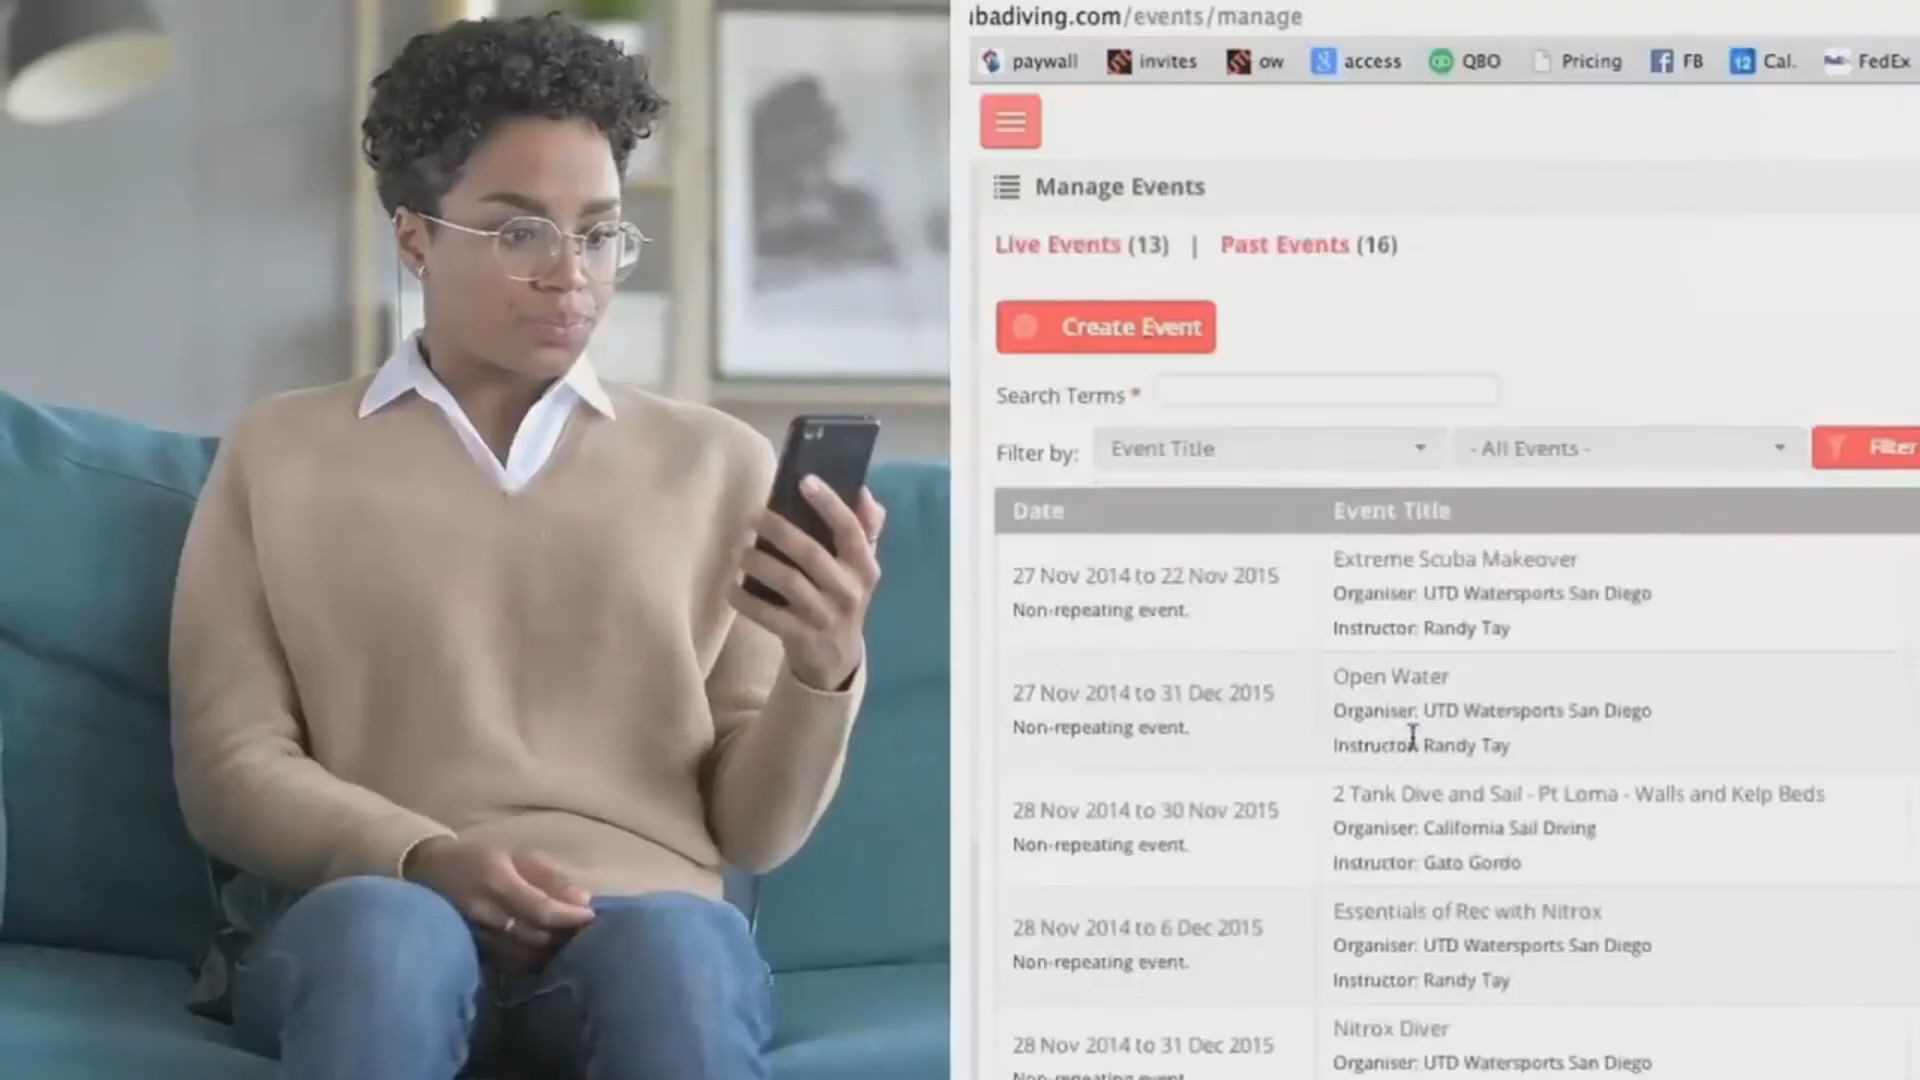 ibadiving.com/events/manage
paywall invites ow access QBO Pricing FB 12 Cal. FedEx
Manage Events
Live Events (13) | Past Events (16)
Create Event
Search Terms *
Filter by: Event Title - All Events - Filter
Date Event Title
27 Nov 2014 to 22 Nov 2015
Non-repeating event.
Extreme Scuba Makeover
Organiser: UTD Watersports San Diego
Instructor: Randy Tay
27 Nov 2014 to 31 Dec 2015
Non-repeating event.
Open Water
Organiser: UTD Watersports San Diego
Instructor: Randy Tay
28 Nov 2014 to 30 Nov 2015
Non-repeating event.
2 Tank Dive and Sail - Pt Loma - Walls and Kelp Beds
Organiser: California Sail Diving
Instructor: Gato Gordo
28 Nov 2014 to 6 Dec 2015
Non-repeating event.
Essentials of Rec with Nitrox
Organiser: UTD Watersports San Diego
Instructor: Randy Tay
28 Nov 2014 to 31 Dec 2015
Non-repeating event.
Nitrox Diver
Organiser: UTD Watersports San Diego